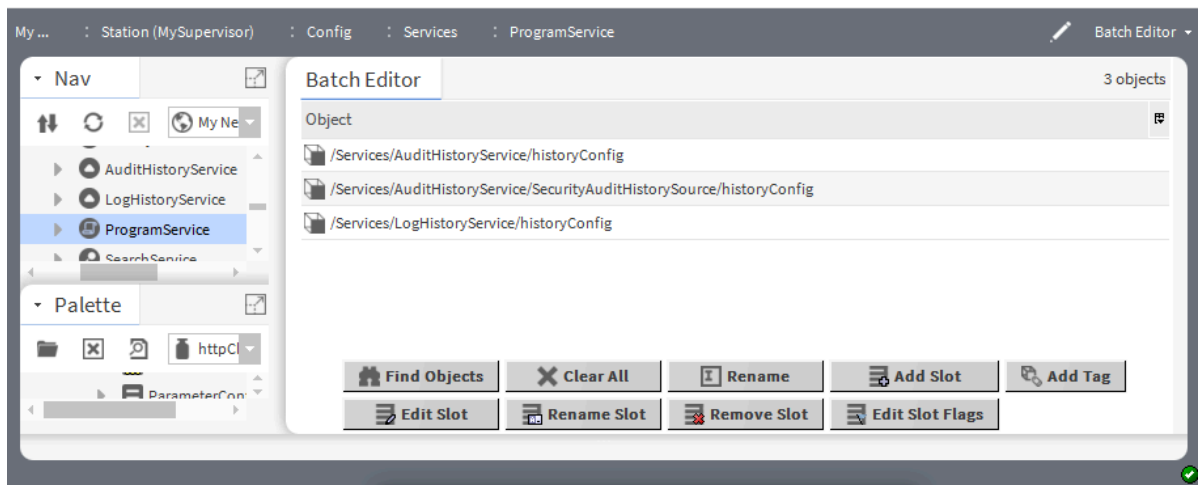 My ... : Station (MySupervisor) : Config : Services : ProgramService Batch Editor
Nav
My Ne
AuditHistoryService
LogHistoryService
ProgramService
SearchService
Palette
httpCl
ParameterCon
Batch Editor 3 objects
Object
/Services/AuditHistoryService/historyConfig
/Services/AuditHistoryService/SecurityAuditHistorySource/historyConfig
/Services/LogHistoryService/historyConfig
Find Objects Clear All Rename Add Slot Add Tag
Edit Slot Rename Slot Remove Slot Edit Slot Flags